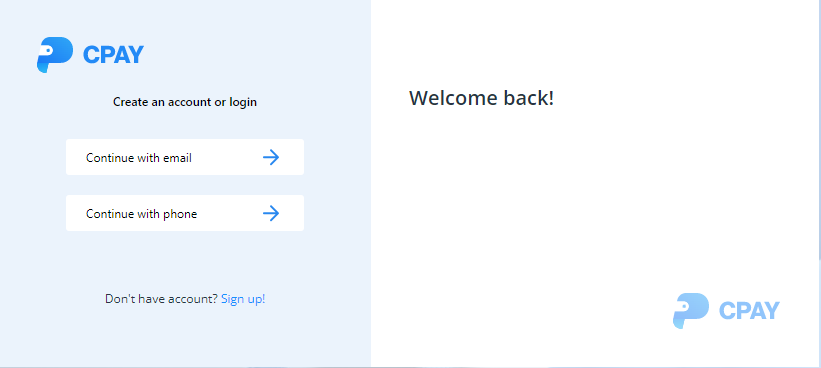 CPAY
Create an account or login
Continue with email
Continue with phone
Don't have account? Sign up!
Welcome back!
CPAY